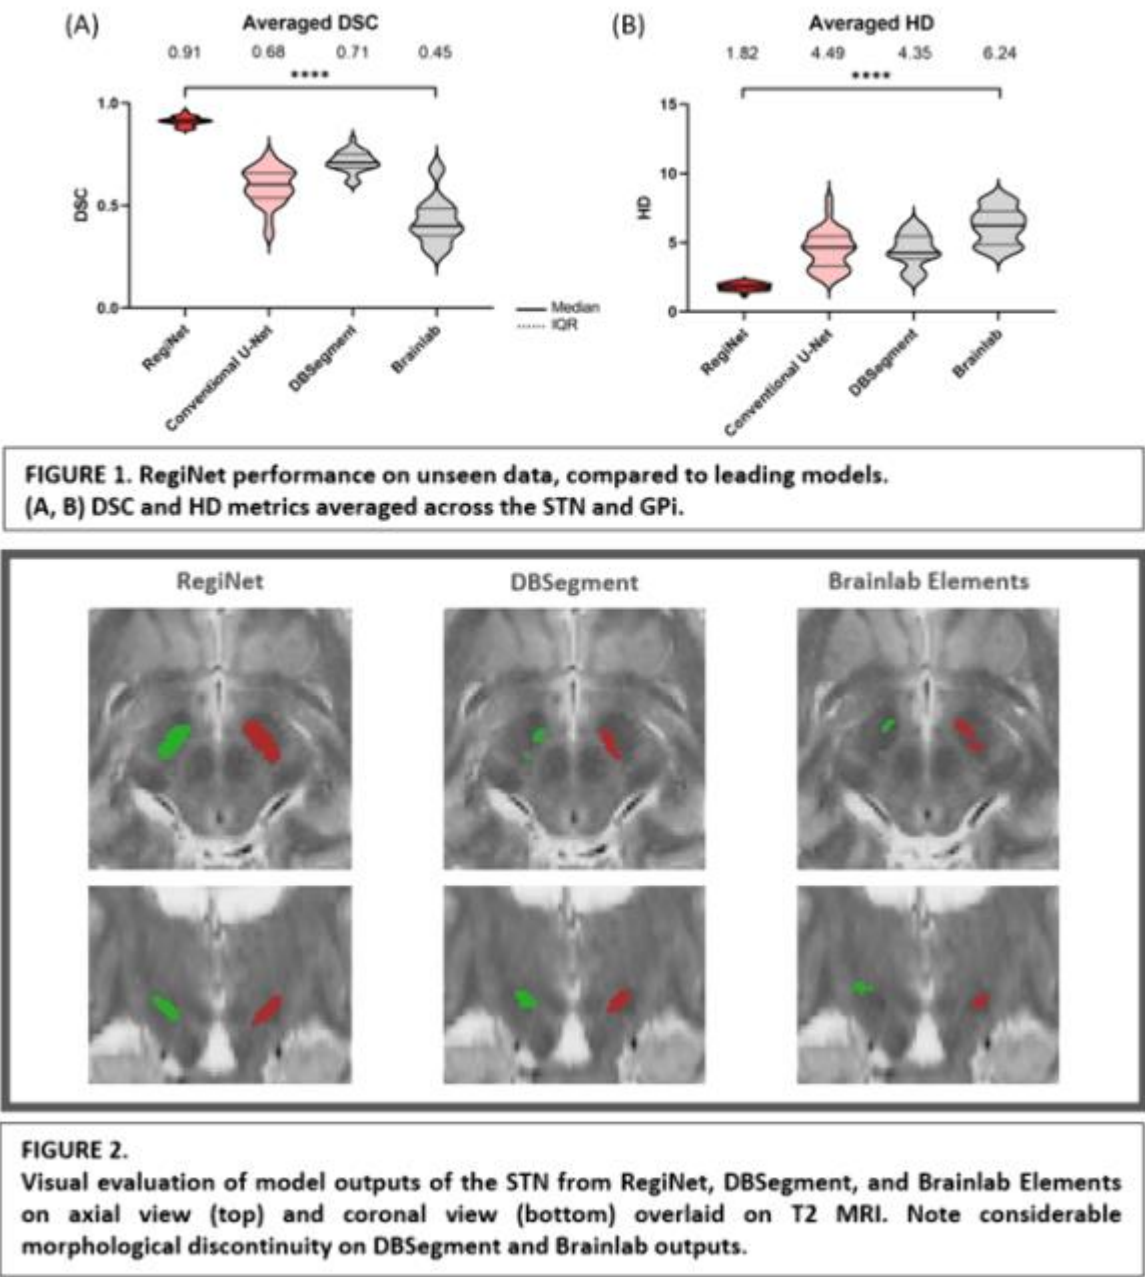 (A)
Averaged DSC
0.91 0.68 0.71 0.45
****
1.0
0.5
0.0
DSC
RegiNet
Conventional U-Net
DBSegment
Brainlab
Median
IQR
(B)
Averaged HD
1.82 4.49 4.35 6.24
****
15
10
5
0
HD
RegiNet
Conventional U-Net
DBSegment
Brainlab
FIGURE 1. RegiNet performance on unseen data, compared to leading models.
(A, B) DSC and HD metrics averaged across the STN and GPi.
RegiNet DBSegment Brainlab Elements
FIGURE 2.
Visual evaluation of model outputs of the STN from RegiNet, DBSegment, and Brainlab Elements
on axial view (top) and coronal view (bottom) overlaid on T2 MRI. Note considerable
morphological discontinuity on DBSegment and Brainlab outputs.